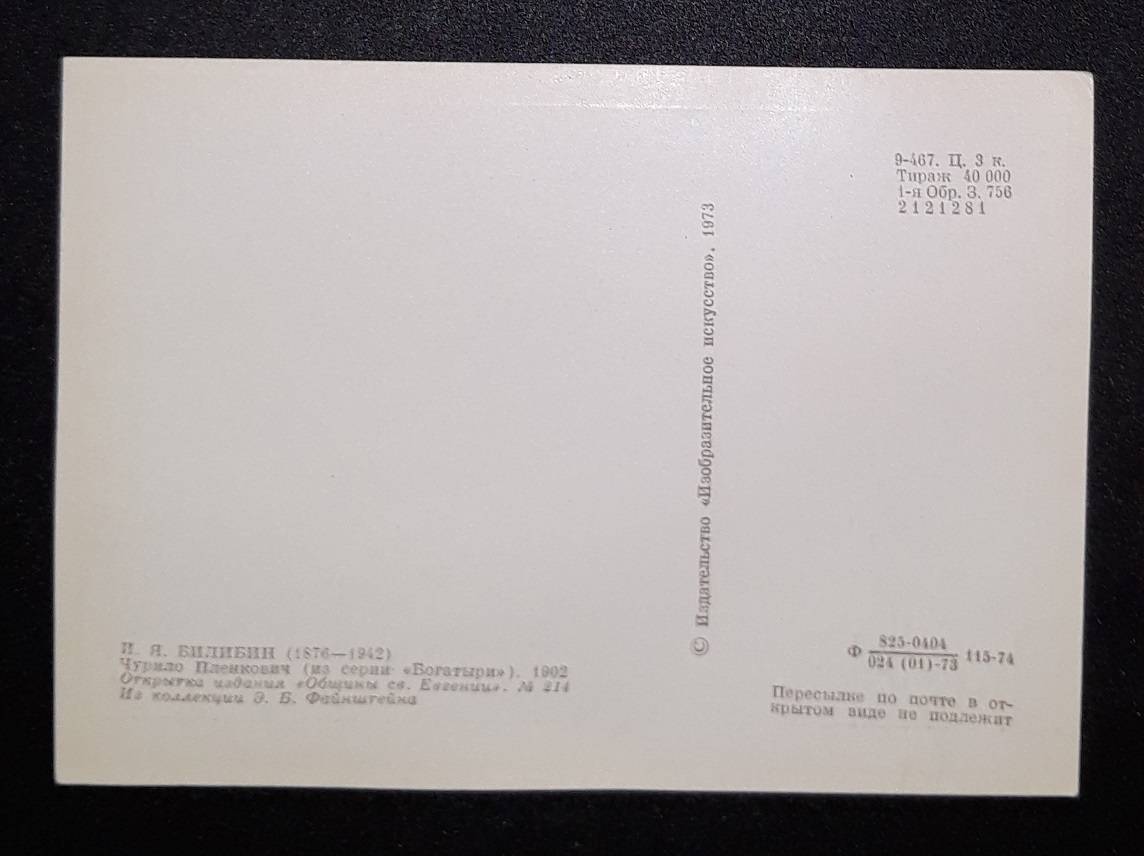 9-467. Ц. 3 к.
Тираж 40 000
1-я Обр. З. 756
2121281
© Издательство «Изобразительное искусство». 1973
И. Я. БИЛИБИН (1876—1942)
Чурило Пленкович (из серии «Богатыри»). 1902
Открытка издания «Общины св. Евгении». № 214
Из коллекции Э. Б. Файнштейна
Ф 825-0404
024 (01)-73 115-74
Пересылке по почте в от-
крытом виде не подлежит